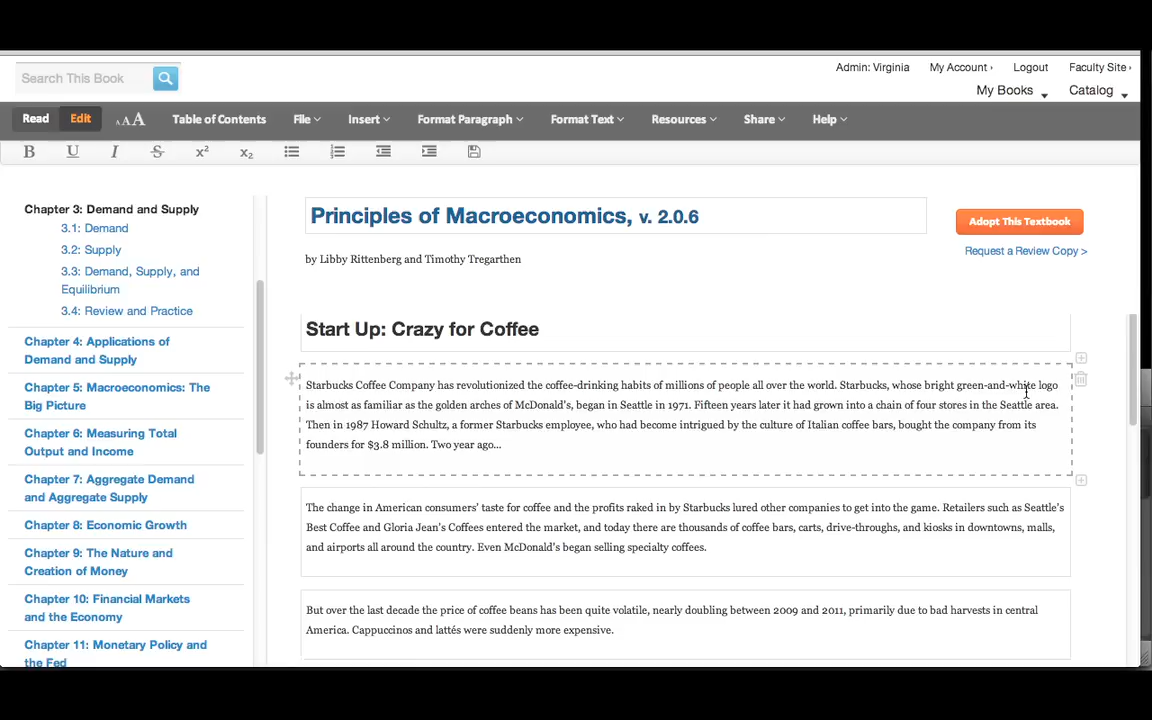 Search This Book
Admin: Virginia My Account Logout Faculty Site
My Books Catalog
Read Edit AAA Table of Contents File Insert Format Paragraph Format Text Resources Share Help
B U I S x² x₂
Chapter 3: Demand and Supply
3.1: Demand
3.2: Supply
3.3: Demand, Supply, and
Equilibrium
3.4: Review and Practice
Chapter 4: Applications of
Demand and Supply
Chapter 5: Macroeconomics: The
Big Picture
Chapter 6: Measuring Total
Output and Income
Chapter 7: Aggregate Demand
and Aggregate Supply
Chapter 8: Economic Growth
Chapter 9: The Nature and
Creation of Money
Chapter 10: Financial Markets
and the Economy
Chapter 11: Monetary Policy and
the Fed
Principles of Macroeconomics, v. 2.0.6
Adopt This Textbook
Request a Review Copy >
by Libby Rittenberg and Timothy Tregarthen
Start Up: Crazy for Coffee
Starbucks Coffee Company has revolutionized the coffee-drinking habits of millions of people all over the world. Starbucks, whose bright green-and-white logo
is almost as familiar as the golden arches of McDonald's, began in Seattle in 1971. Fifteen years later it had grown into a chain of four stores in the Seattle area.
Then in 1987 Howard Schultz, a former Starbucks employee, who had become intrigued by the culture of Italian coffee bars, bought the company from its
founders for $3.8 million. Two year ago...
The change in American consumers' taste for coffee and the profits raked in by Starbucks lured other companies to get into the game. Retailers such as Seattle's
Best Coffee and Gloria Jean's Coffees entered the market, and today there are thousands of coffee bars, carts, drive-throughs, and kiosks in downtowns, malls,
and airports all around the country. Even McDonald's began selling specialty coffees.
But over the last decade the price of coffee beans has been quite volatile, nearly doubling between 2009 and 2011, primarily due to bad harvests in central
America. Cappuccinos and lattés were suddenly more expensive.